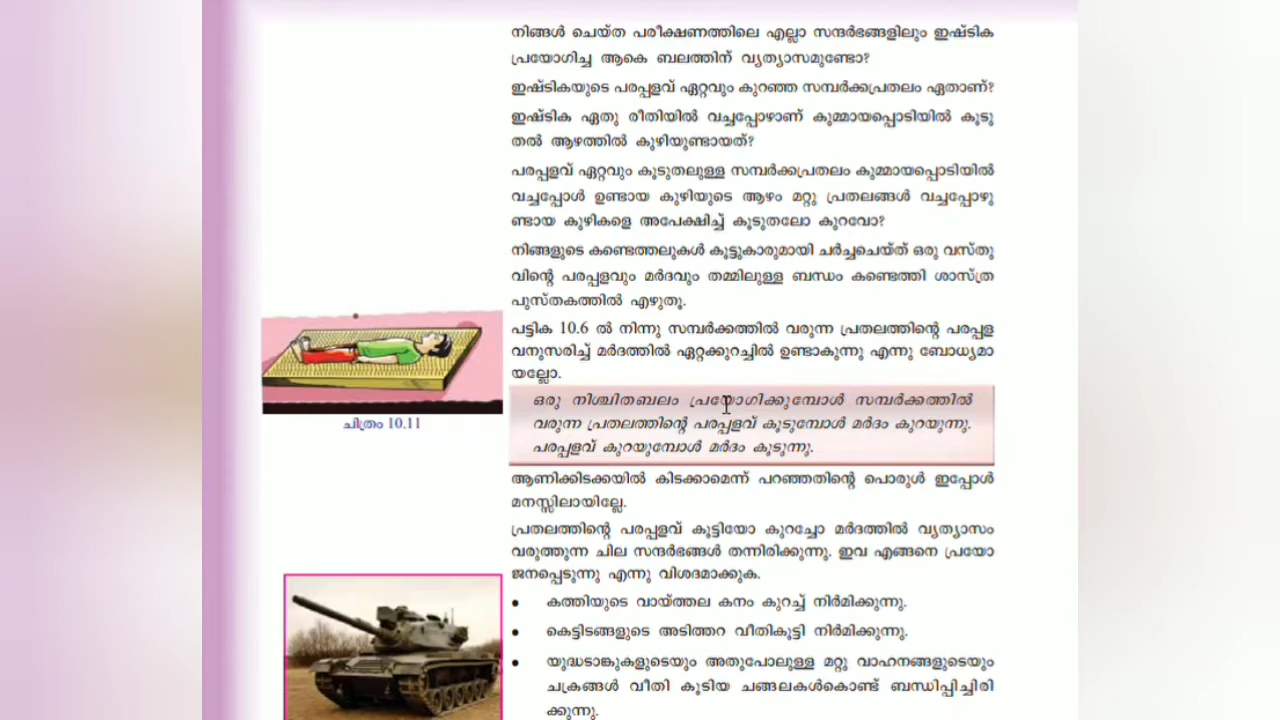 നിങ്ങൾ ചെയ്ത പരീക്ഷണത്തിലെ എല്ലാ സന്ദർഭങ്ങളിലും ഇഷ്ടിക
പ്രയോഗിച്ച ആകെ ബലത്തിന് വ്യത്യാസമുണ്ടോ?
ഇഷ്ടികയുടെ പരപ്പളവ് ഏറ്റവും കുറഞ്ഞ സമ്പർക്കപ്രതലം ഏതാണ്?
ഇഷ്ടിക ഏതു രീതിയിൽ വച്ചപ്പോഴാണ് കുമ്മായപ്പൊടിയിൽ കൂടു
തൽ ആഴത്തിൽ കുഴിയുണ്ടായത്?
പരപ്പളവ് ഏറ്റവും കൂടുതലുള്ള സമ്പർക്കപ്രതലം കുമ്മായപ്പൊടിയിൽ
വച്ചപ്പോൾ ഉണ്ടായ കുഴിയുടെ ആഴം മറ്റു പ്രതലങ്ങൾ വച്ചപ്പോഴു
ണ്ടായ കുഴികളെ അപേക്ഷിച്ച് കൂടുതലോ കുറവോ?
നിങ്ങളുടെ കണ്ടെത്തലുകൾ കൂട്ടുകാരുമായി ചർച്ചചെയ്ത് ഒരു വസ്തു
വിന്റെ പരപ്പളവും മർദവും തമ്മിലുള്ള ബന്ധം കണ്ടെത്തി ശാസ്ത്ര
പുസ്തകത്തിൽ എഴുതൂ.
പട്ടിക 10.6 ൽ നിന്നു സമ്പർക്കത്തിൽ വരുന്ന പ്രതലത്തിന്റെ പരപ്പള
വനുസരിച്ച് മർദത്തിൽ ഏറ്റക്കുറച്ചിൽ ഉണ്ടാകുന്നു എന്നു ബോധ്യമാ
യല്ലോ.
ഒരു നിശ്ചിതബലം പ്രയോഗിക്കുമ്പോൾ സമ്പർക്കത്തിൽ
വരുന്ന പ്രതലത്തിന്റെ പരപ്പളവ് കൂടുമ്പോൾ മർദം കുറയുന്നു.
പരപ്പളവ് കുറയുമ്പോൾ മർദം കൂടുന്നു.
ചിത്രം 10.11
ആണിക്കിടക്കയിൽ കിടക്കാമെന്ന് പറഞ്ഞതിന്റെ പൊരുൾ ഇപ്പോൾ
മനസ്സിലായില്ലേ.
പ്രതലത്തിന്റെ പരപ്പളവ് കൂട്ടിയോ കുറച്ചോ മർദത്തിൽ വ്യത്യാസം
വരുത്തുന്ന ചില സന്ദർഭങ്ങൾ തന്നിരിക്കുന്നു. ഇവ എങ്ങനെ പ്രയോ
ജനപ്പെടുന്നു എന്നു വിശദമാക്കുക.
• കത്തിയുടെ വായ്ത്തല കനം കുറച്ച് നിർമിക്കുന്നു.
• കെട്ടിടങ്ങളുടെ അടിത്തറ വീതികൂട്ടി നിർമിക്കുന്നു.
• യുദ്ധടാങ്കുകളുടെയും അതുപോലുള്ള മറ്റു വാഹനങ്ങളുടെയും
ചക്രങ്ങൾ വീതി കൂടിയ ചങ്ങലകൾകൊണ്ട് ബന്ധിപ്പിച്ചിരി
ക്കുന്നു.